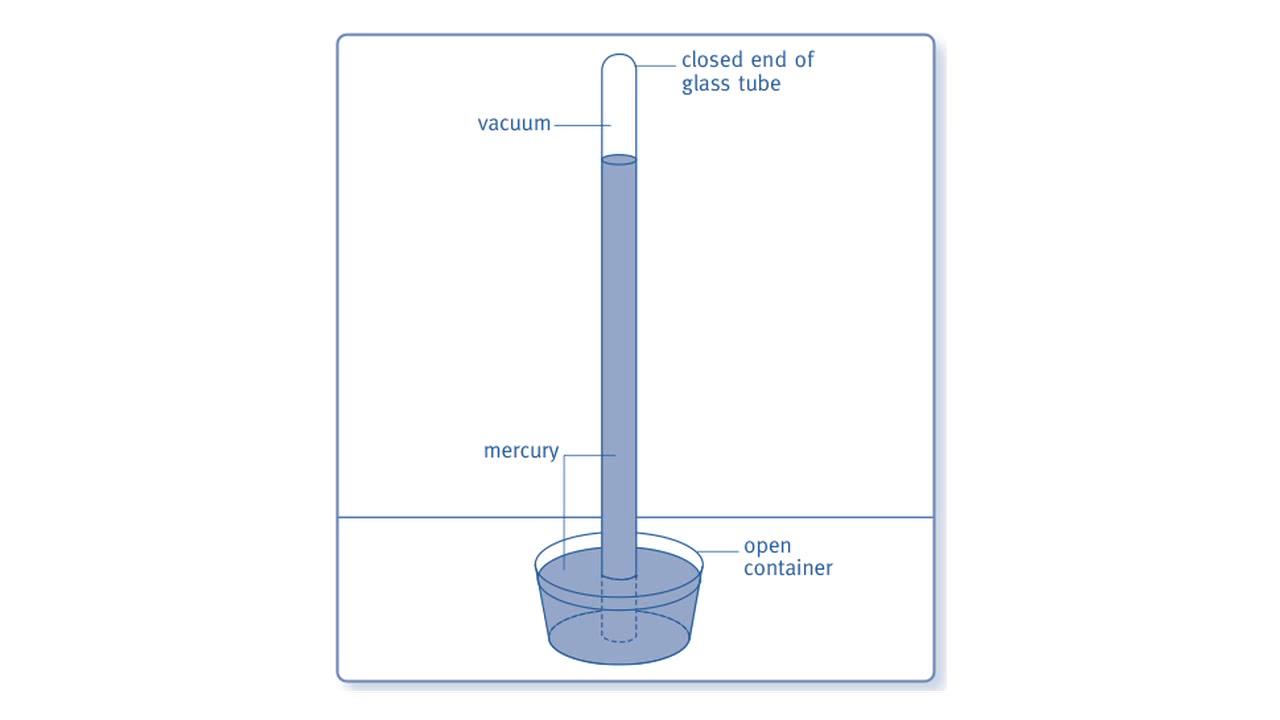 closed end of
glass tube
vacuum
mercury
open
container